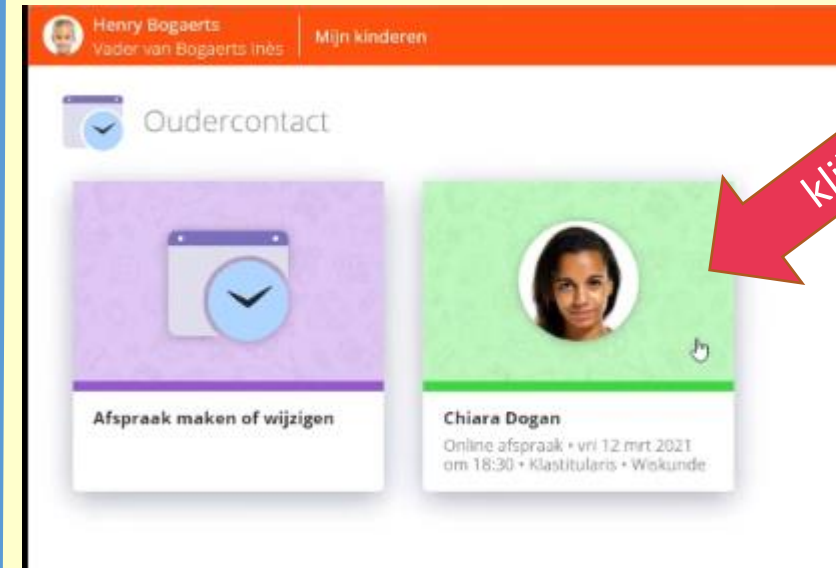 Henry Bogaerts
Vader van Bogaerts Inès
Mijn kinderen
Oudercontact
Afspraak maken of wijzigen
Chiara Dogan
Online afspraak • vri 12 mrt 2021
om 18:30 • Klastitularis • Wiskunde